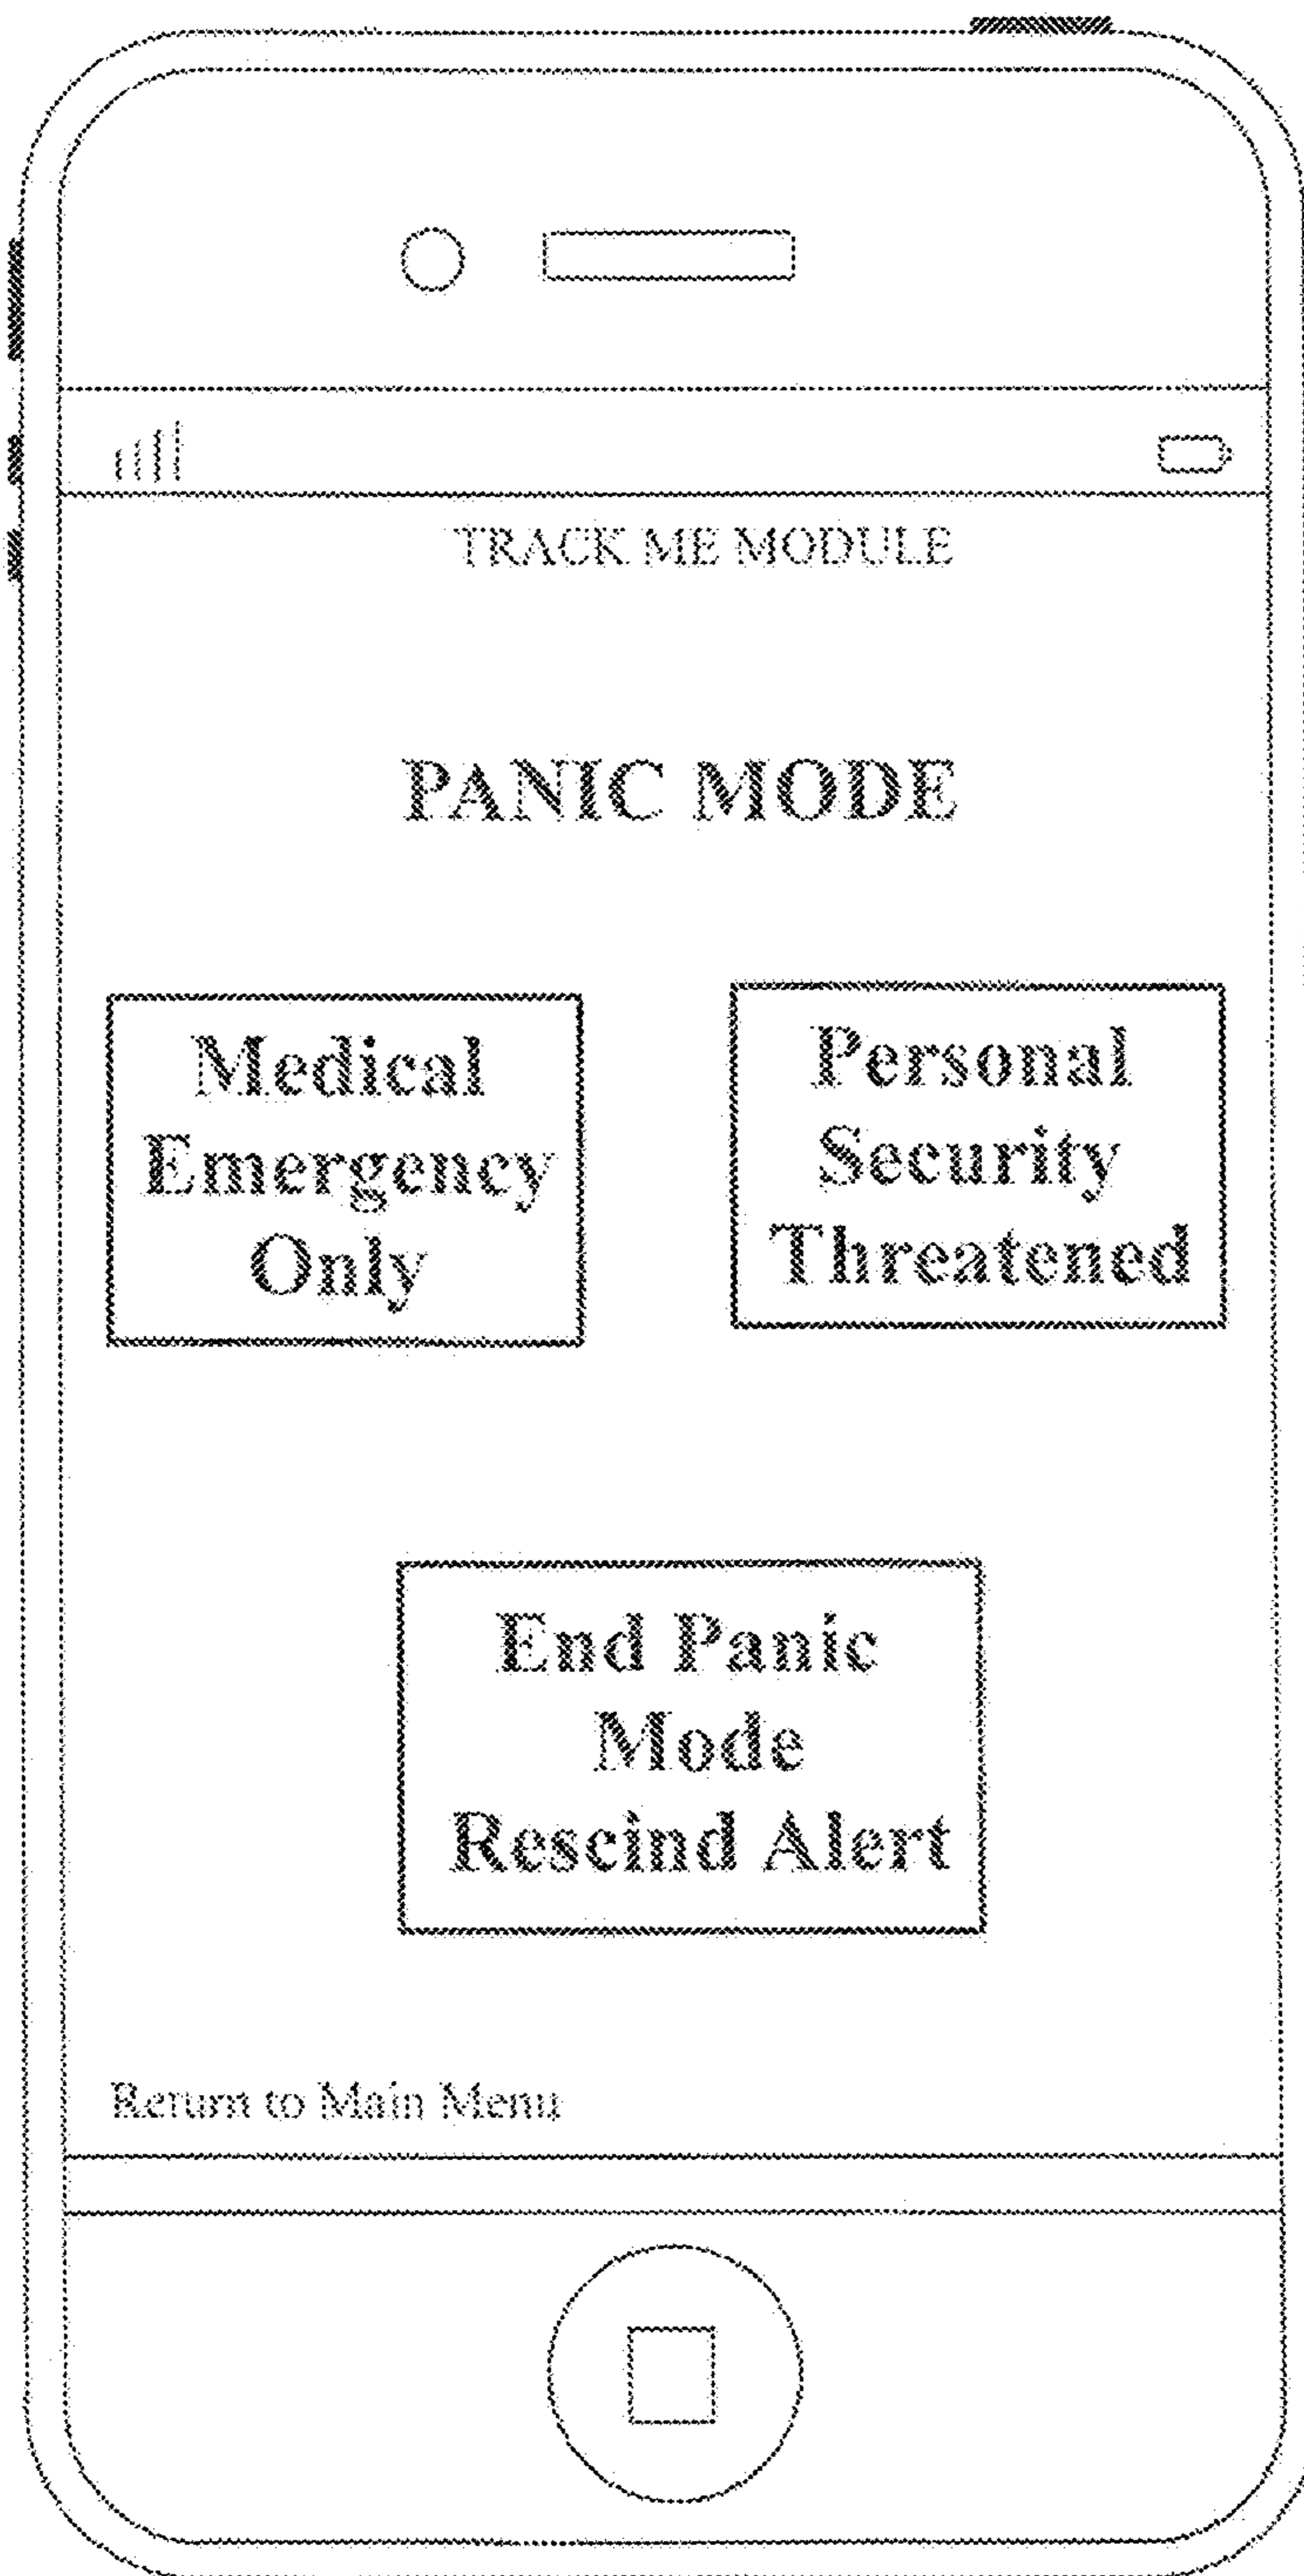 TRACK ME MODULE
PANIC MODE
Medical
Emergency
Only
Personal
Security
Threatened
End Panic
Mode
Rescind Alert
Return to Main Menu